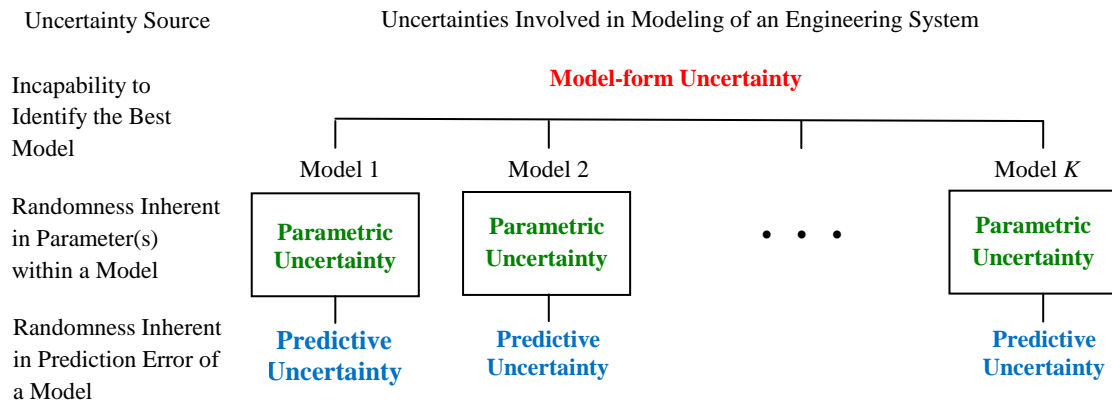 Uncertainty Source
Uncertainties Involved in Modeling of an Engineering System
Incapability to
Identify the Best
Model
Model-form Uncertainty
Model 1
Model 2
Model K
Randomness Inherent
in Parameter(s)
within a Model
Parametric
Uncertainty
Parametric
Uncertainty
• • •
Parametric
Uncertainty
Randomness Inherent
in Prediction Error of
a Model
Predictive
Uncertainty
Predictive
Uncertainty
Predictive
Uncertainty